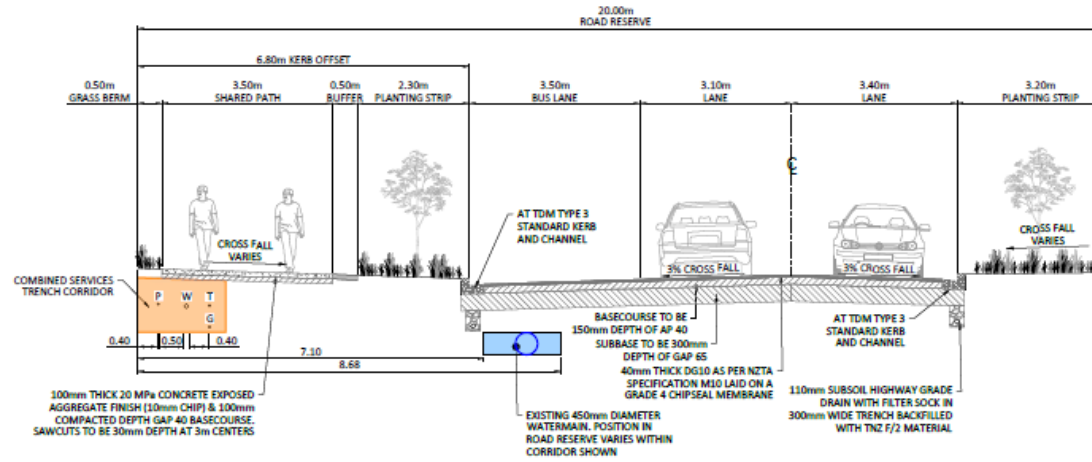 20.00m
ROAD RESERVE
6.80m KERB OFFSET
0.50m
GRASS BERM
3.50m
SHARED PATH
0.50m
BUFFER
2.30m
PLANTING STRIP
3.50m
BUS LANE
3.10m
LANE
3.40m
LANE
3.20m
PLANTING STRIP
CL
CROSS FALL
VARIES
AT TDM TYPE 3
STANDARD KERB
AND CHANNEL
3% CROSS FALL
3% CROSS FALL
CROSS FALL
VARIES
COMBINED SERVICES
TRENCH CORRIDOR
P W T
G
0.40 0.50 0.40
7.10
8.68
BASECOURSE TO BE
150mm DEPTH OF AP 40
SUBBASE TO BE 300mm
DEPTH OF GAP 65
40mm THICK DG10 AS PER NZTA
SPECIFICATION M10 LAID ON A
GRADE 4 CHIPSEAL MEMBRANE
AT TDM TYPE 3
STANDARD KERB
AND CHANNEL
100mm THICK 20 MPa CONCRETE EXPOSED
AGGREGATE FINISH (10mm CHIP) & 100mm
COMPACTED DEPTH GAP 40 BASECOURSE.
SAWCUTS TO BE 30mm DEPTH AT 3m CENTERS
EXISTING 450mm DIAMETER
WATERMAIN. POSITION IN
ROAD RESERVE VARIES WITHIN
CORRIDOR SHOWN
110mm SUBSOIL HIGHWAY GRADE
DRAIN WITH FILTER SOCK IN
300mm WIDE TRENCH BACKFILLED
WITH TNZ F/2 MATERIAL